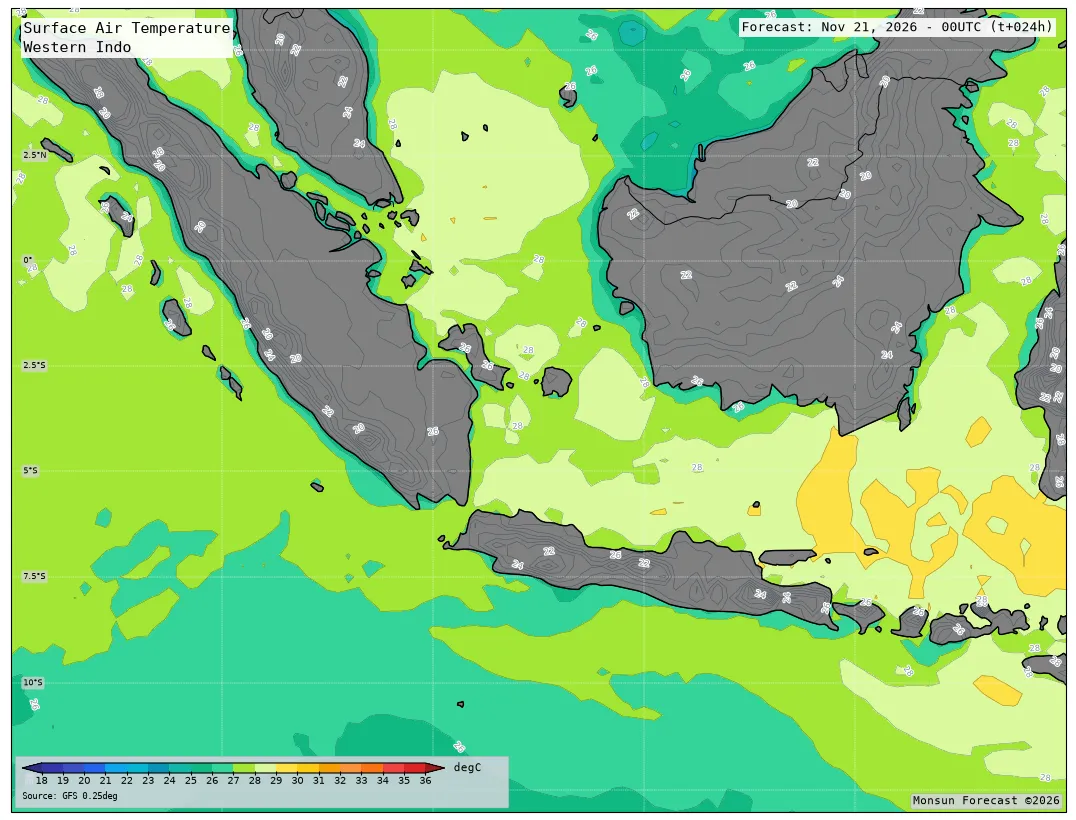 Surface Air Temperature
Western Indo
Forecast: Nov 21, 2026 - 00UTC (t+024h)
2.5°N
0°
2.5°S
5°S
7.5°S
10°S
18 19 20 21 22 23 24 25 26 27 28 29 30 31 32 33 34 35 36 degC
Source: GFS 0.25deg
Monsun Forecast ©2026